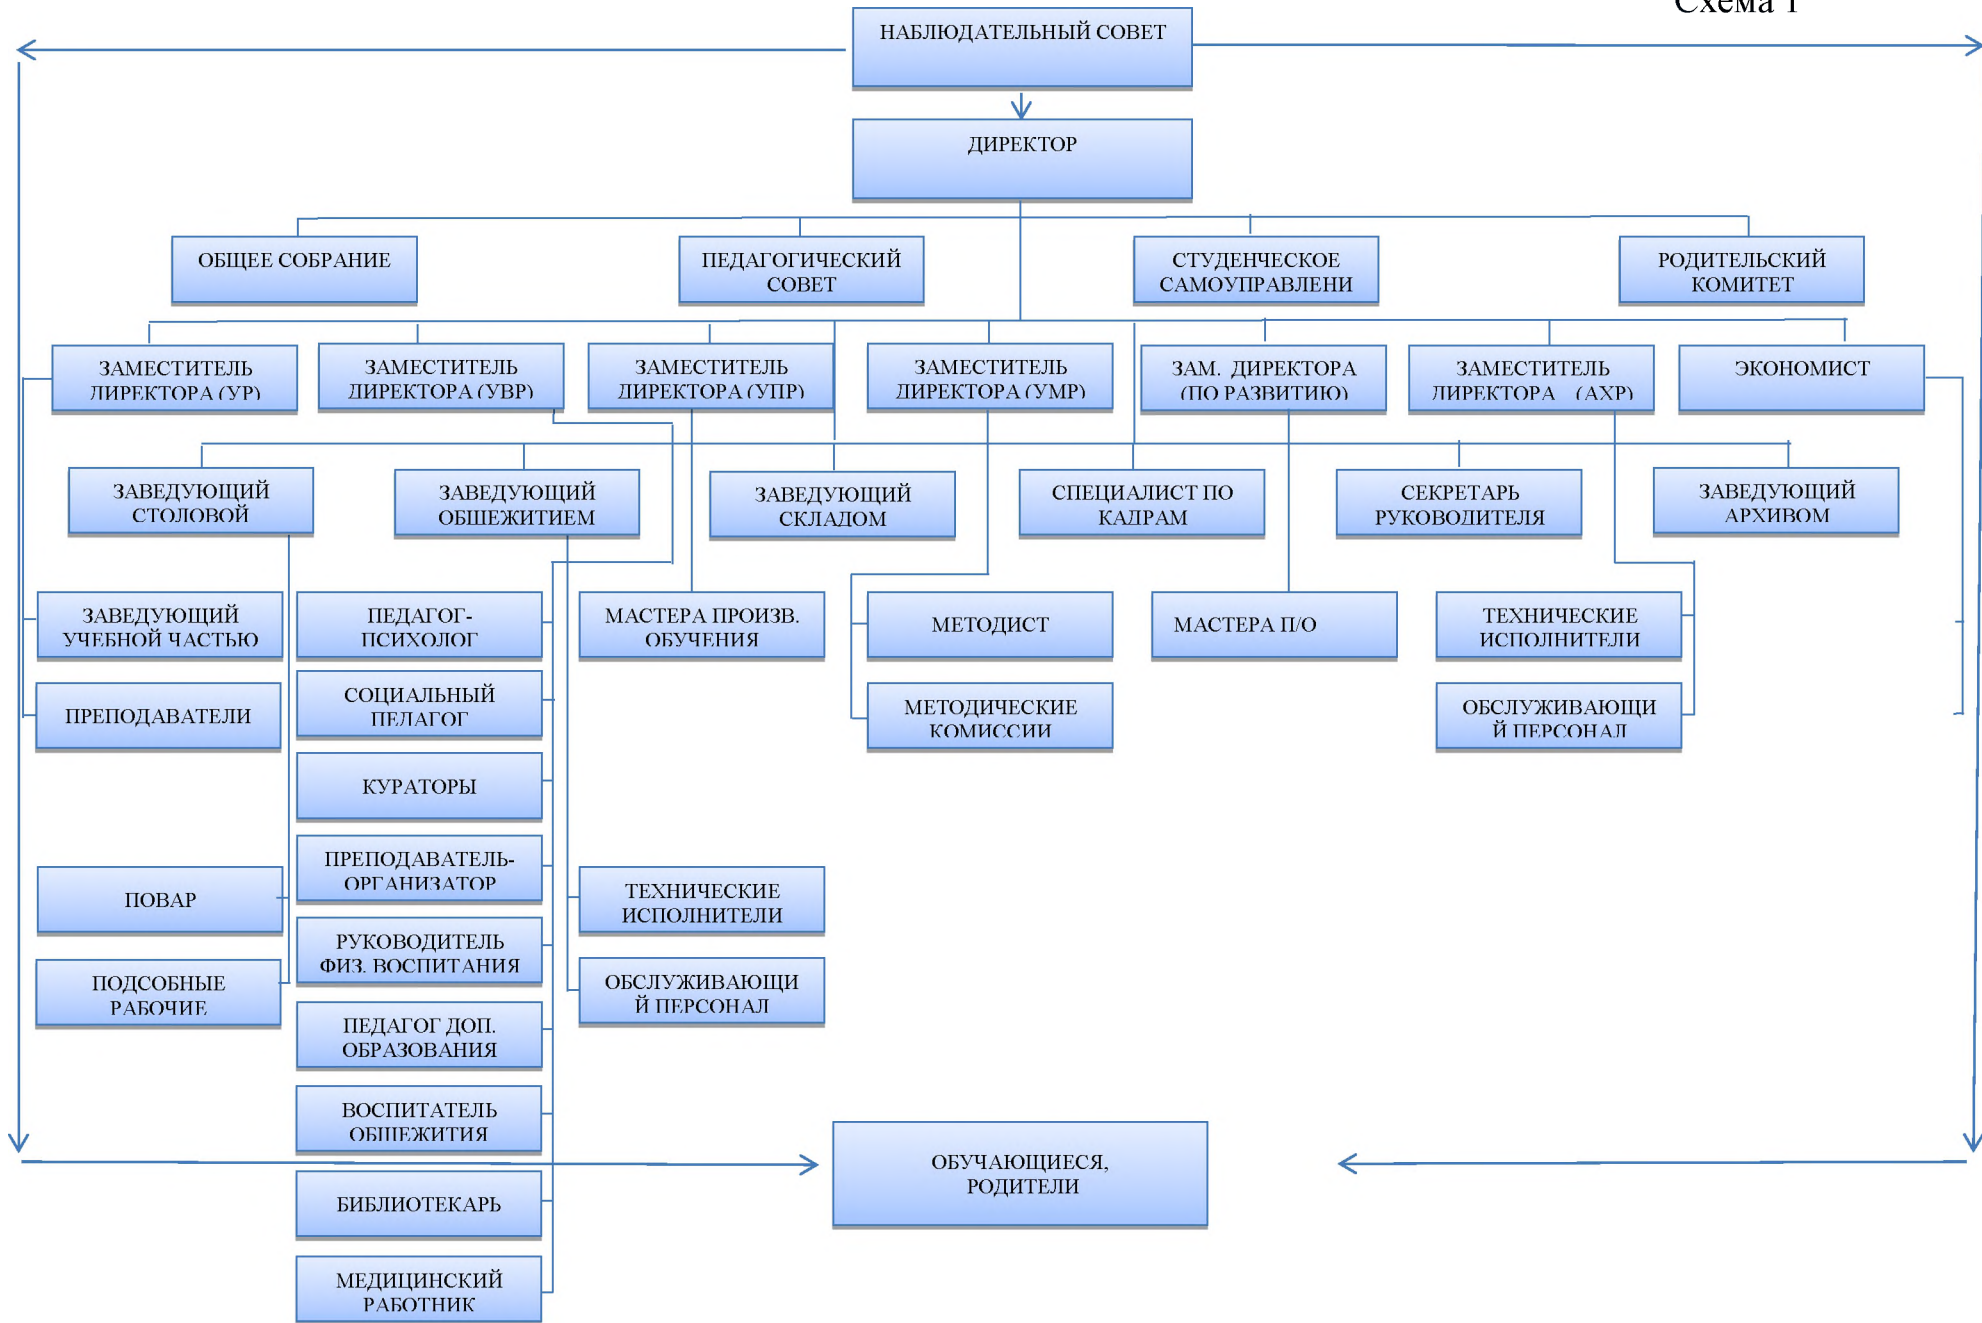 Схема 1
НАБЛЮДАТЕЛЬНЫЙ СОВЕТ
ДИРЕКТОР
ОБЩЕЕ СОБРАНИЕ
ПЕДАГОГИЧЕСКИЙ
СОВЕТ
СТУДЕНЧЕСКОЕ
САМОУПРАВЛЕНИ
РОДИТЕЛЬСКИЙ
КОМИТЕТ
ЗАМЕСТИТЕЛЬ
ДИРЕКТОРА (УР)
ЗАМЕСТИТЕЛЬ
ДИРЕКТОРА (УВР)
ЗАМЕСТИТЕЛЬ
ДИРЕКТОРА (УПР)
ЗАМЕСТИТЕЛЬ
ДИРЕКТОРА (УМР)
ЗАМ. ДИРЕКТОРА
(ПО РАЗВИТИЮ)
ЗАМЕСТИТЕЛЬ
ДИРЕКТОРА (АХР)
ЭКОНОМИСТ
ЗАВЕДУЮЩИЙ
СТОЛОВОЙ
ЗАВЕДУЮЩИЙ
ОБЩЕЖИТИЕМ
ЗАВЕДУЮЩИЙ
СКЛАДОМ
СПЕЦИАЛИСТ ПО
КАДРАМ
СЕКРЕТАРЬ
РУКОВОДИТЕЛЯ
ЗАВЕДУЮЩИЙ
АРХИВОМ
ЗАВЕДУЮЩИЙ
УЧЕБНОЙ ЧАСТЬЮ
ПЕДАГОГ-
ПСИХОЛОГ
МАСТЕРА ПРОИЗВ.
ОБУЧЕНИЯ
МЕТОДИСТ
МАСТЕРА П/О
ТЕХНИЧЕСКИЕ
ИСПОЛНИТЕЛИ
ПРЕПОДАВАТЕЛИ
СОЦИАЛЬНЫЙ
ПЕДАГОГ
МЕТОДИЧЕСКИЕ
КОМИССИИ
ОБСЛУЖИВАЮЩИ
Й ПЕРСОНАЛ
КУРАТОРЫ
ПОВАР
ПРЕПОДАВАТЕЛЬ-
ОРГАНИЗАТОР
ТЕХНИЧЕСКИЕ
ИСПОЛНИТЕЛИ
РУКОВОДИТЕЛЬ
ФИЗ. ВОСПИТАНИЯ
ПОДСОБНЫЕ
РАБОЧИЕ
ОБСЛУЖИВАЮЩИ
Й ПЕРСОНАЛ
ПЕДАГОГ ДОП.
ОБРАЗОВАНИЯ
ВОСПИТАТЕЛЬ
ОБЩЕЖИТИЯ
ОБУЧАЮЩИЕСЯ,
РОДИТЕЛИ
БИБЛИОТЕКАРЬ
МЕДИЦИНСКИЙ
РАБОТНИК